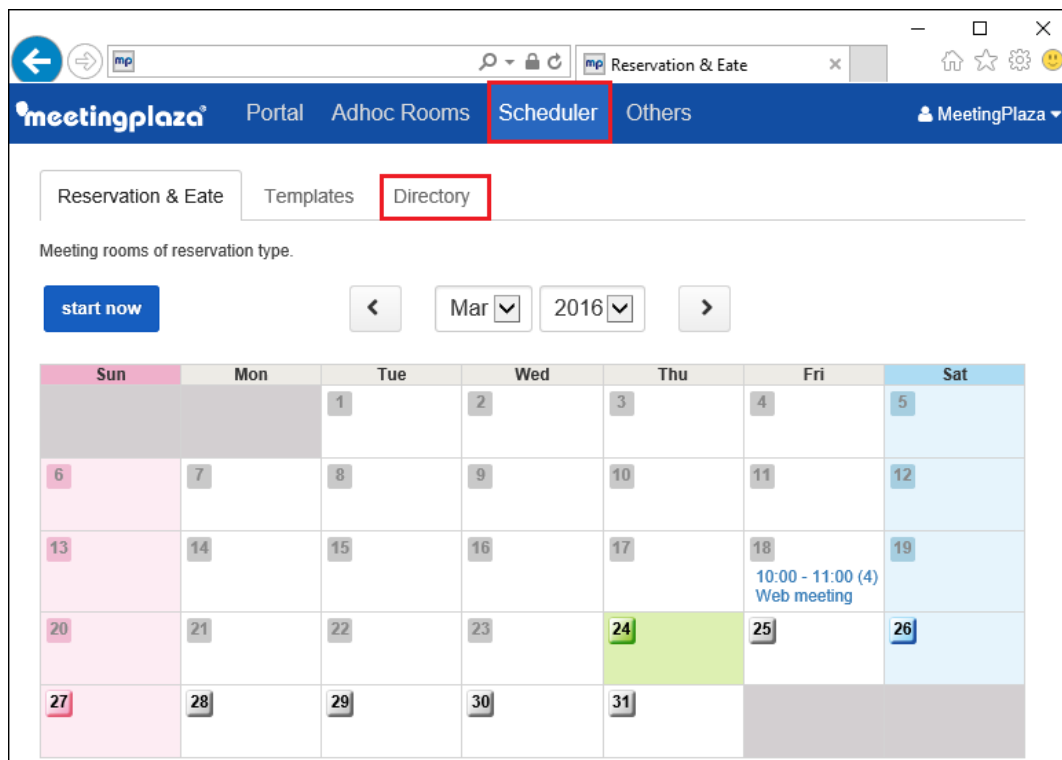 mp
mp Reservation & Eate
meetingplaza Portal Adhoc Rooms Scheduler Others MeetingPlaza
Reservation & Eate Templates Directory
Meeting rooms of reservation type.
start now Mar 2016
Sun Mon Tue Wed Thu Fri Sat
1 2 3 4 5
6 7 8 9 10 11 12
13 14 15 16 17 18 19
10:00 - 11:00 (4)
Web meeting
20 21 22 23 24 25 26
27 28 29 30 31